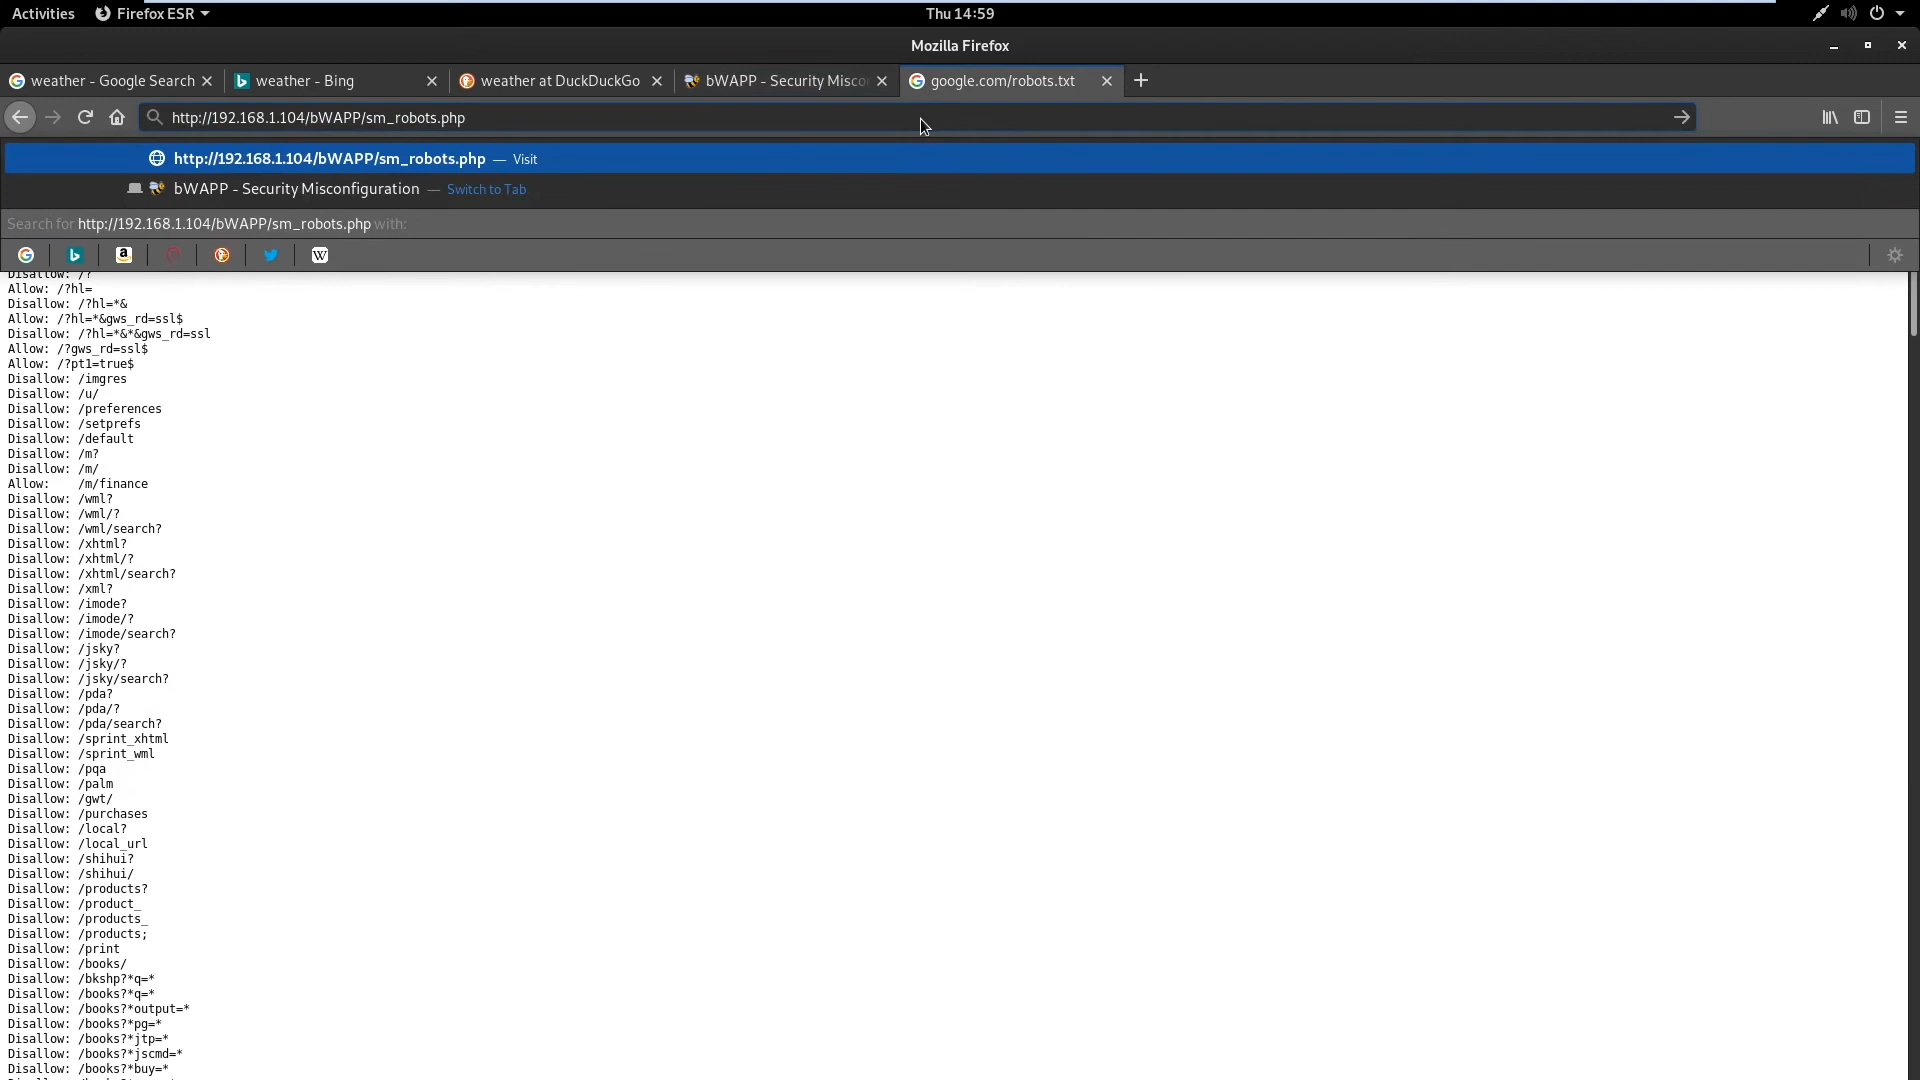 Activities Firefox ESR Thu 14:59
Mozilla Firefox
weather - Google Search weather - Bing weather at DuckDuckGo bWAPP - Security Misco google.com/robots.txt
http://192.168.1.104/bWAPP/sm_robots.php
http://192.168.1.104/bWAPP/sm_robots.php — Visit
bWAPP - Security Misconfiguration — Switch to Tab
Search for http://192.168.1.104/bWAPP/sm_robots.php with:
Disallow: /?
Allow: /?hl=
Disallow: /?hl=*&
Allow: /?hl=*&gws_rd=ssl$
Disallow: /?hl=*&*&gws_rd=ssl
Allow: /?gws_rd=ssl$
Allow: /?pt1=true$
Disallow: /imgres
Disallow: /u/
Disallow: /preferences
Disallow: /setprefs
Disallow: /default
Disallow: /m?
Disallow: /m/
Allow:    /m/finance
Disallow: /wml?
Disallow: /wml/?
Disallow: /wml/search?
Disallow: /xhtml?
Disallow: /xhtml/?
Disallow: /xhtml/search?
Disallow: /xml?
Disallow: /imode?
Disallow: /imode/?
Disallow: /imode/search?
Disallow: /jsky?
Disallow: /jsky/?
Disallow: /jsky/search?
Disallow: /pda?
Disallow: /pda/?
Disallow: /pda/search?
Disallow: /sprint_xhtml
Disallow: /sprint_wml
Disallow: /pqa
Disallow: /palm
Disallow: /gwt/
Disallow: /purchases
Disallow: /local?
Disallow: /local_url
Disallow: /shihui?
Disallow: /shihui/
Disallow: /products?
Disallow: /product_
Disallow: /products_
Disallow: /products;
Disallow: /print
Disallow: /books/
Disallow: /bkshp?*q=*
Disallow: /books?*q=*
Disallow: /books?*output=*
Disallow: /books?*pg=*
Disallow: /books?*jtp=*
Disallow: /books?*jscmd=*
Disallow: /books?*buy=*